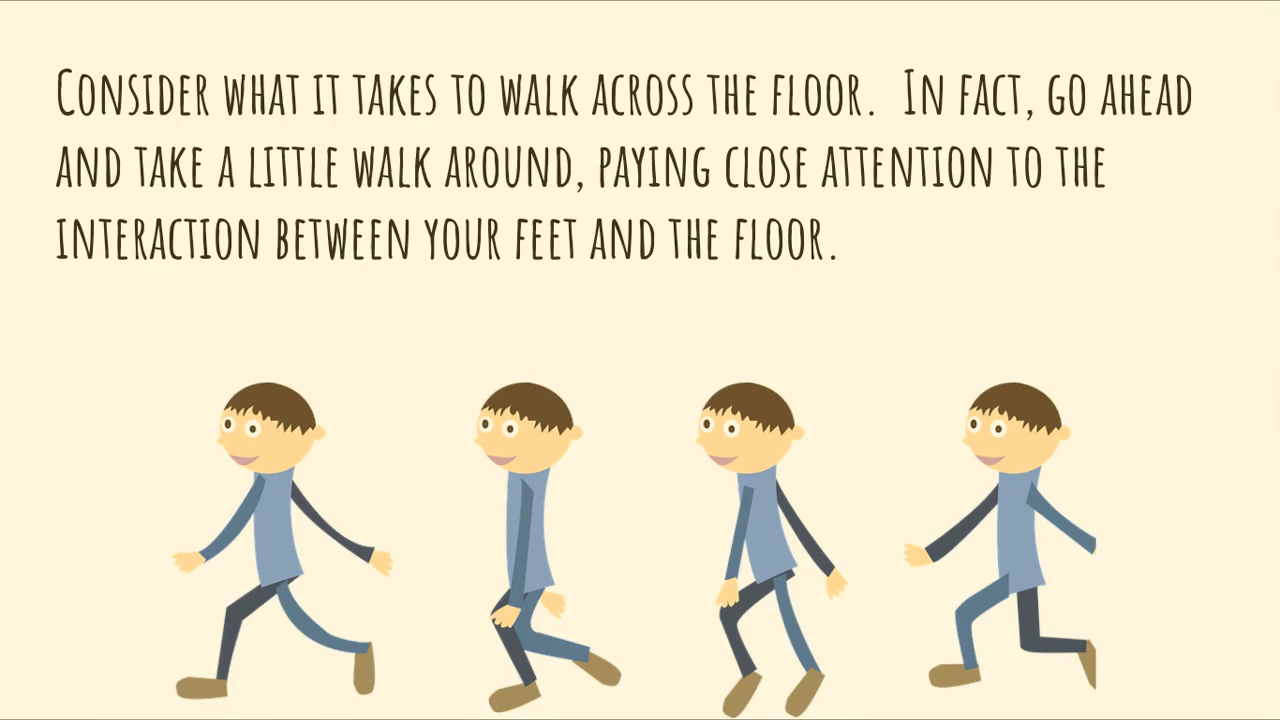 Consider what it takes to walk across the floor.  In fact, go ahead
and take a little walk around, paying close attention to the
interaction between your feet and the floor.